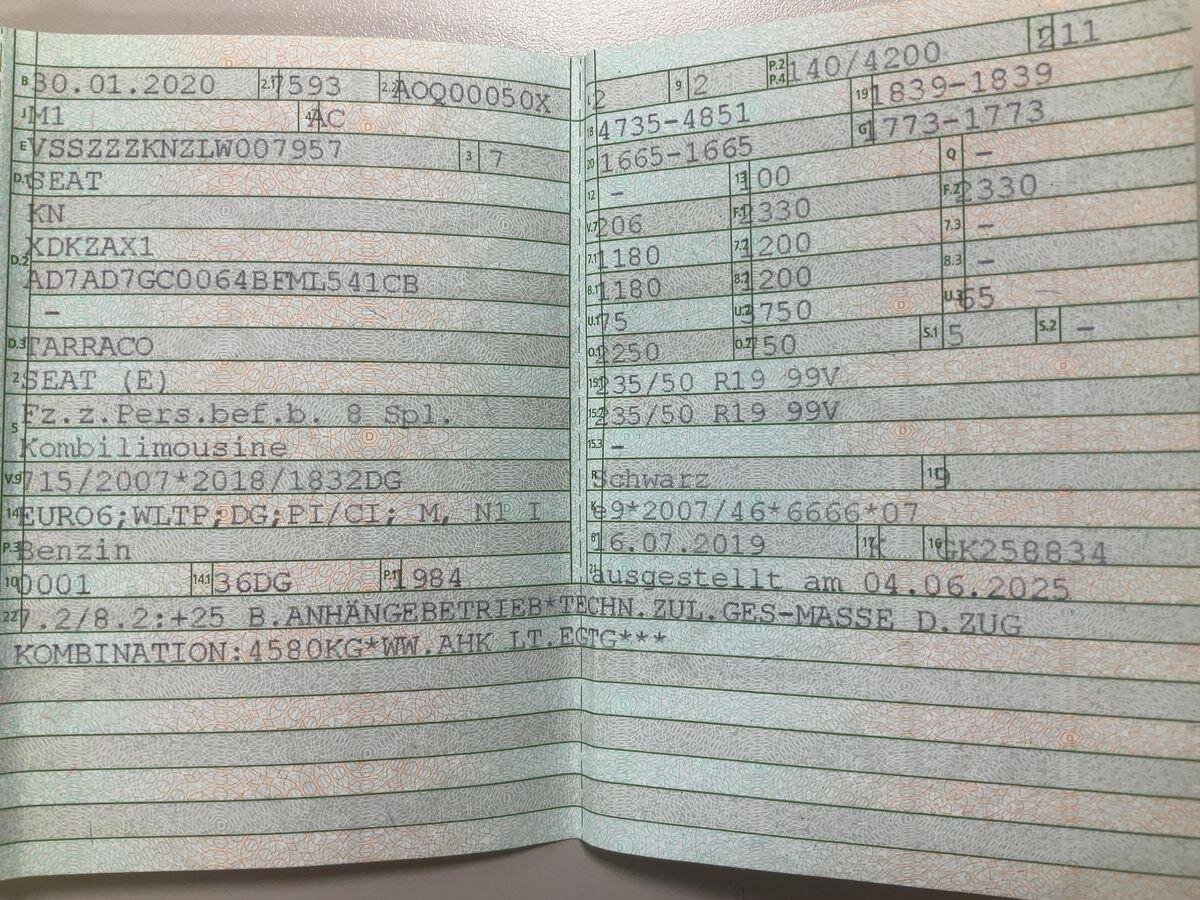 B 30.01.2020 2.1 7593 2.2 AOQ00050X
J M1 4 AC
E VSSZZZKNZLW007957 3 7
D.1 SEAT
KN
D.2 XDKZAX1
AD7AD7GC0064BFML541CB
–
D.3 TARRACO
2 SEAT (E)
5 Fz.z.Pers.bef.b. 8 Spl.
Kombilimousine
V.9 715/2007*2018/1832DG
14 EURO6;WLTP;DG;PI/CI; M, N1 I
P.3 Benzin
10 0001 14.1 36DG P.1 1984
L 2 9 2 P.2 P.4 140/4200 T 211
18 4735-4851 19 1839-1839
20 1665-1665 G 1773-1773
12 – 13 100 Q –
V.7 206 F.1 2330 F.2 2330
7.1 1180 7.2 1200 7.3 –
8.1 1180 8.2 1200 8.3 –
U.1 75 U.2 3750 U.3 65
O.1 2250 O.2 750 S.1 5 S.2 –
15.1 235/50 R19 99V
15.2 235/50 R19 99V
15.3 –
R Schwarz 11 9
K e9*2007/46*6666*07
6 16.07.2019 17 K 16 GK258834
21 ausgestellt am 04.06.2025
22 7.2/8.2:+25 B.ANHÄNGEBETRIEB*TECHN.ZUL.GES-MASSE D.ZUG
KOMBINATION:4580KG*WW.AHK LT.EGTG***